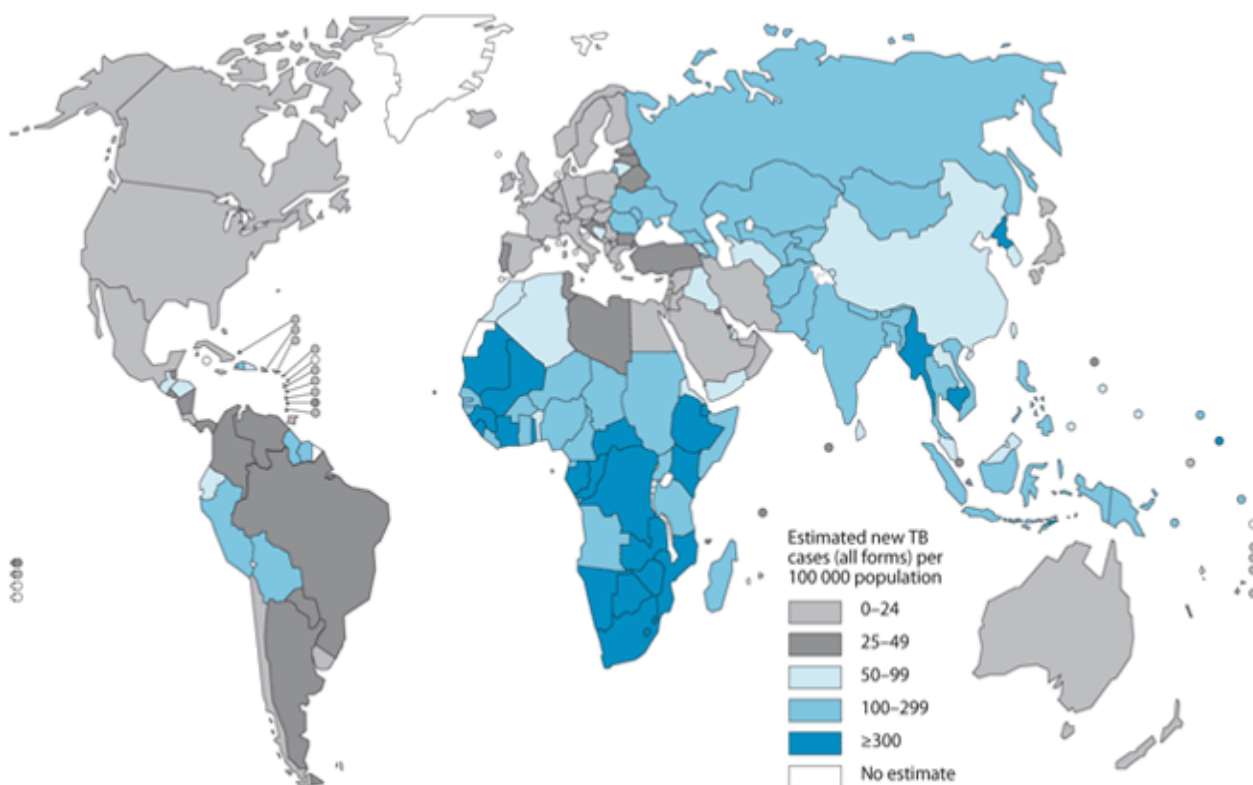 Estimated new TB
cases (all forms) per
100 000 population
0–24
25–49
50–99
100–299
≥300
No estimate